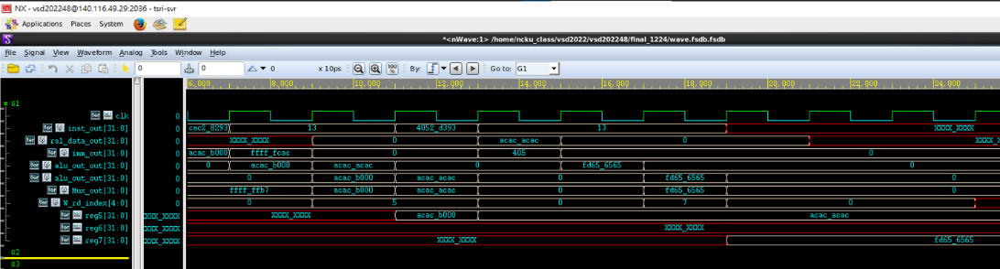 NX - vsd202248@140.116.49.29:2036 - tsri-svr
Applications Places System
*<nWave:1> /home/ncku_class/vsd2022/vsd202248/final_1224/wave.fsdb.fsdb
File Signal View Waveform Analog Tools Window Help
0 0 0 x 10ps 100% By: Go to: G1
6,000 8,000 10,000 12,000 14,000 16,000 18,000 20,000 22,000 24,000
G1
clk 0
inst_out[31:0] 0 cac2_8293 13 4052_d393 13 XXXX_XXXX
rs1_data_out[31:0] 0 XXXX_XXXX 0 acac_acac 0 XXXX_X
imm_out[31:0] 0 acac_b000 ffff_fcac 0 405 0
alu_out_out[31:0] 0 0 acac_b000 acac_acac 0 fd65_6565 0
alu_out_out[31:0] 0 0 acac_b000 acac_acac 0 fd65_6565 0
Mux_out[31:0] 0 ffff_ffb7 acac_b000 acac_acac 0 fd65_6565 0
W_rd_index[4:0] 0 0 5 0 7 0
reg5[31:0] XXXX_XXXX XXXX_XXXX acac_b000 acac_acac
reg6[31:0] XXXX_XXXX XXXX_XXXX
reg7[31:0] XXXX_XXXX XXXX_XXXX fd65_6565
G2
G3